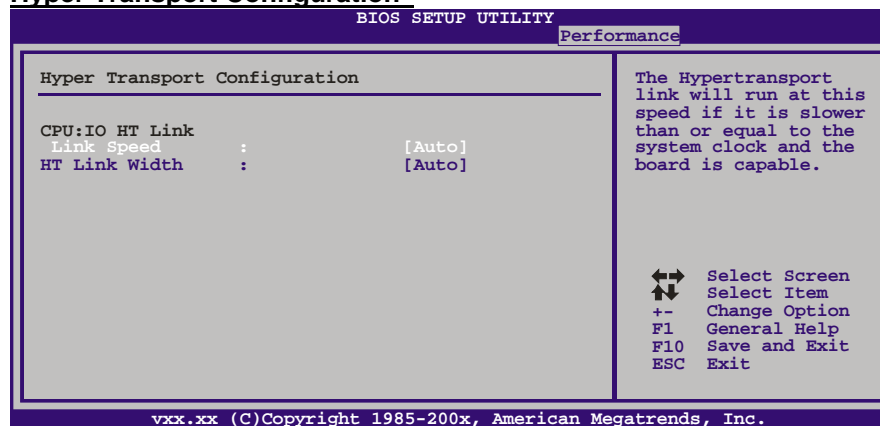 Hyper Transport Configuration
BIOS SETUP UTILITY
Performance
Hyper Transport Configuration
CPU:IO HT Link
Link Speed : [Auto]
HT Link Width : [Auto]
The Hypertransport
link will run at this
speed if it is slower
than or equal to the
system clock and the
board is capable.
Select Screen
Select Item
+- Change Option
F1 General Help
F10 Save and Exit
ESC Exit
vxx.xx (C)Copyright 1985-200x, American Megatrends, Inc.